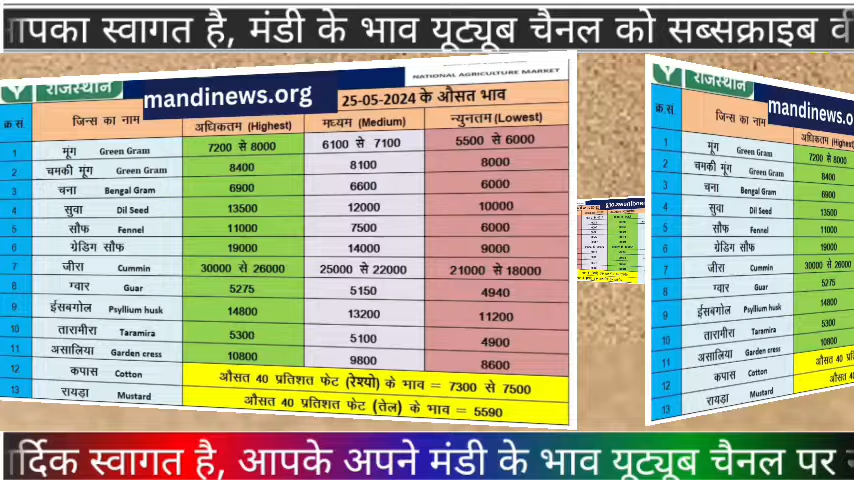 पका स्वागत है, मंडी के भाव यूट्यूब चैनल को सब्सक्राइब
राजस्थान
NATIONAL AGRICULTURE MARKET
mandinews.org
25-05-2024 के औसत भाव
क्र.सं. जिन्स का नाम अधिकतम (Highest) मध्यम (Medium) न्युनतम (Lowest)
1 मूंग Green Gram 7200 से 8000 6100 से 7100 5500 से 6000
2 चमकी मूंग Green Gram 8400 8100 8000
3 चना Bengal Gram 6900 6600 6000
4 सुवा Dil Seed 13500 12000 10000
5 सौफ Fennel 11000 7500 6000
6 ग्रेडिग सौफ 19000 14000 9000
7 जीरा Cummin 30000 से 26000 25000 से 22000 21000 से 18000
8 ग्वार Guar 5275 5150 4940
9 ईसबगोल Psyllium husk 14800 13200 11200
10 तारामीरा Taramira 5300 5100 4900
11 असालिया Garden cress 10800 9800 8600
12 कपास Cotton औसत 40 प्रतिशत फेट (रेश्यो) के भाव = 7300 से 7500
13 रायड़ा Mustard औसत 40 प्रतिशत फेट (तेल) के भाव = 5590
राजस्थान
mandinews.o
क्र.सं. जिन्स का नाम अधिकतम (Highest
1 मूंग Green Gram 7200 से 8000
2 चमकी मूंग Green Gram 8400
3 चना Bengal Gram 6900
4 सुवा Dil Seed 13500
5 सौफ Fennel 11000
6 ग्रेडिग सौफ 19000
7 जीरा Cummin 30000 से 26000
8 ग्वार Guar 5275
9 ईसबगोल Psyllium husk 14800
10 तारामीरा Taramira 5300
11 असालिया Garden cress 10800
12 कपास Cotton औसत 40 प्र
13 रायड़ा Mustard औसत 4
र्दिक स्वागत है, आपके अपने मंडी के भाव यूट्यूब चैनल पर